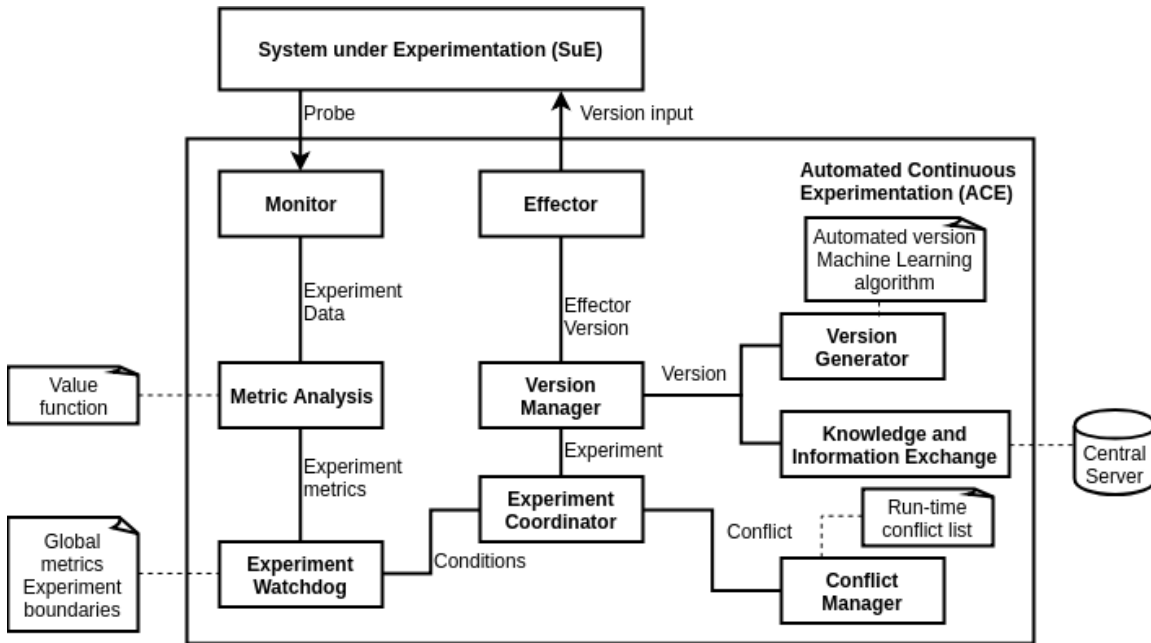 System under Experimentation (SuE)
Probe
Version input
Monitor
Effector
Automated Continuous
Experimentation (ACE)
Automated version
Machine Learning
algorithm
Experiment
Data
Effector
Version
Version
Generator
Value
function
Metric Analysis
Version
Manager
Version
Knowledge and
Information Exchange
Central
Server
Experiment
metrics
Experiment
Experiment
Coordinator
Run-time
conflict list
Conflict
Global
metrics
Experiment
boundaries
Experiment
Watchdog
Conditions
Conflict
Manager